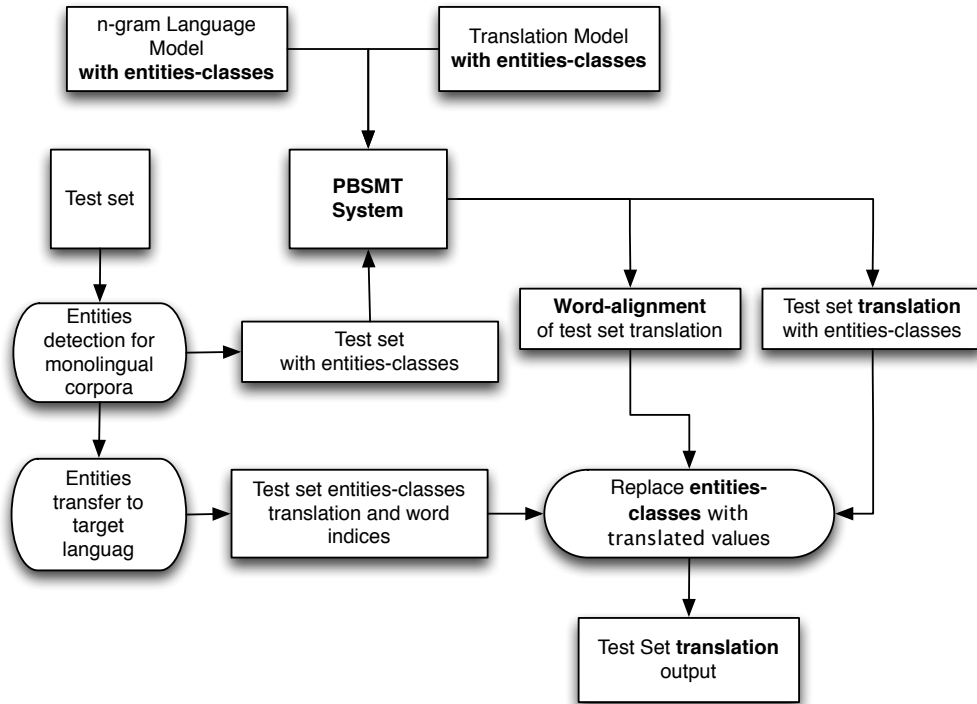 n-gram Language
Model
with entities-classes
Translation Model
with entities-classes
Test set
PBSMT
System
Entities
detection for
monolingual
corpora
Test set
with entities-classes
Word-alignment
of test set translation
Test set translation
with entities-classes
Entities
transfer to
target
languag
Test set entities-classes
translation and word
indices
Replace entities-
classes with
translated values
Test Set translation
output